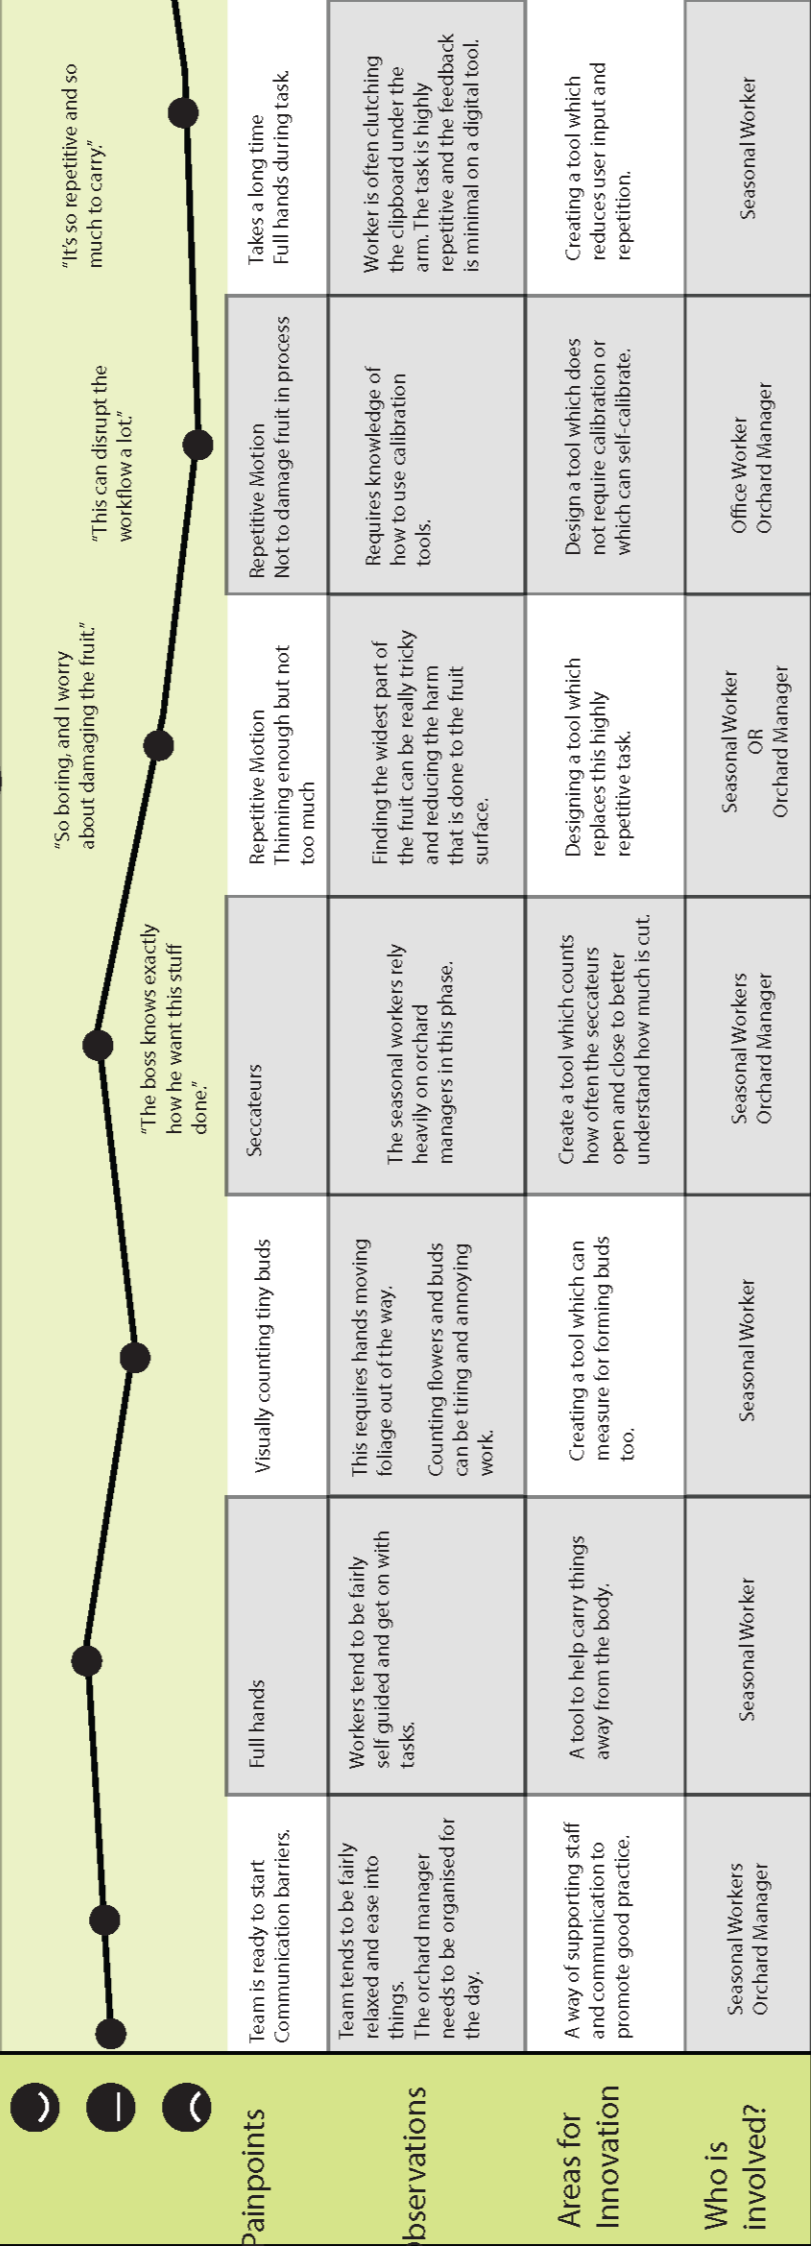 "The boss knows exactly
how he want this stuff
done."
"So boring, and I worry
about damaging the fruit."
"This can disrupt the
workflow a lot."
"It's so repetitive and so
much to carry."
Painpoints
Team is ready to start
Communication barriers.
Full hands
Visually counting tiny buds
Seccateurs
Repetitive Motion
Thinning enough but not
too much
Repetitive Motion
Not to damage fruit in process
Takes a long time
Full hands during task.
Observations
Team tends to be fairly
relaxed and ease into
things.
The orchard manager
needs to be organised for
the day.
Workers tend to be fairly
self guided and get on with
tasks.
This requires hands moving
foliage out of the way.
Counting flowers and buds
can be tiring and annoying
work.
The seasonal workers rely
heavily on orchard
managers in this phase.
Finding the widest part of
the fruit can be really tricky
and reducing the harm
that is done to the fruit
surface.
Requires knowledge of
how to use calibration
tools.
Worker is often clutching
the clipboard under the
arm. The task is highly
repetitive and the feedback
is minimal on a digital tool.
Areas for
Innovation
A way of supporting staff
and communication to
promote good practice.
A tool to help carry things
away from the body.
Creating a tool which can
measure for forming buds
too.
Create a tool which counts
how often the seccateurs
open and close to better
understand how much is cut.
Designing a tool which
replaces this highly
repetitive task.
Design a tool which does
not require calibration or
which can self-calibrate.
Creating a tool which
reduces user input and
repetition.
Who is
involved?
Seasonal Workers
Orchard Manager
Seasonal Worker
Seasonal Worker
Seasonal Workers
Orchard Manager
Seasonal Worker
OR
Orchard Manager
Office Worker
Orchard Manager
Seasonal Worker